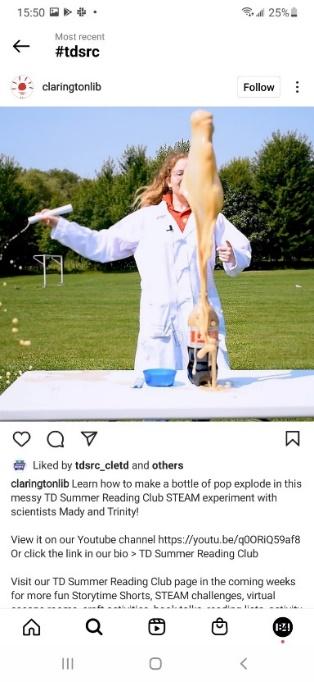 15:50
25%
Most recent
#tdsrc
claringtonlib
Follow
Liked by tdsrc_cletd and others
claringtonlib Learn how to make a bottle of pop explode in this
messy TD Summer Reading Club STEAM experiment with
scientists Mady and Trinity!
View it on our Youtube channel https://youtu.be/q0ORiQ59af8
Or click the link in our bio > TD Summer Reading Club
Visit our TD Summer Reading Club page in the coming weeks
for more fun Storytime Shorts, STEAM challenges, virtual